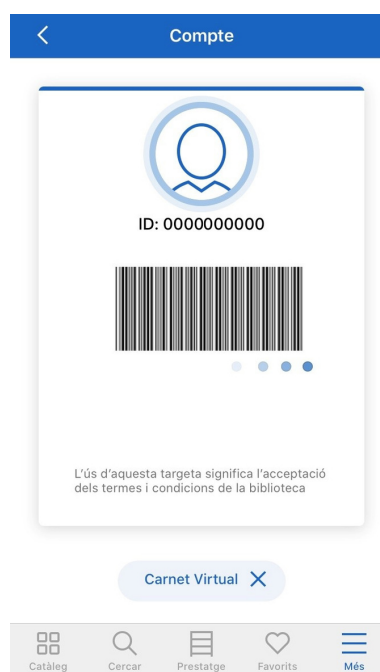 Compte
ID: 0000000000
L'ús d'aquesta targeta significa l'acceptació
dels termes i condicions de la biblioteca
Carnet Virtual
Catàleg
Cercar
Prestatge
Favorits
Més